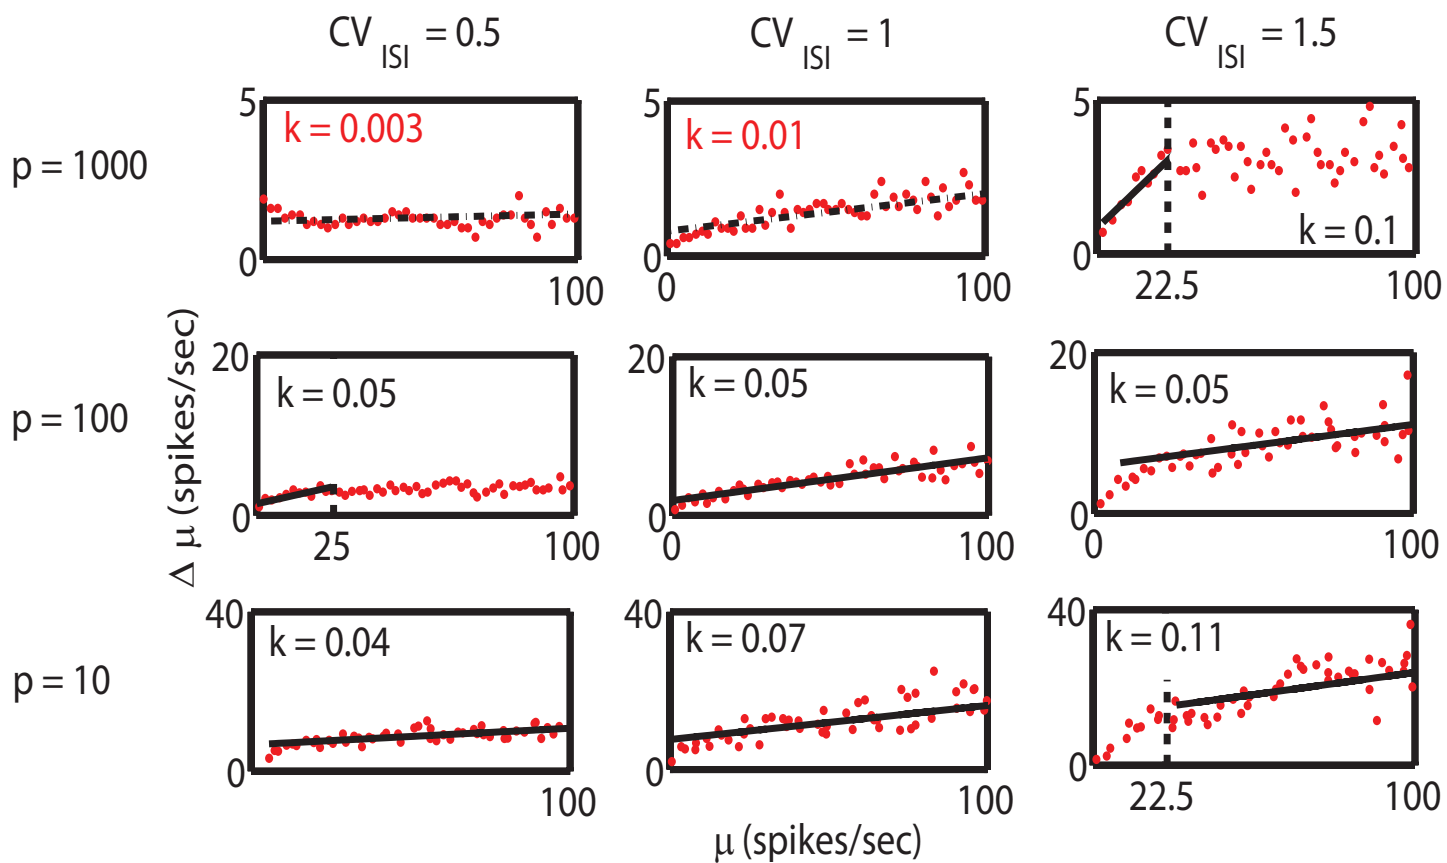 CV ISI = 0.5
CV ISI = 1
CV ISI = 1.5
p = 1000
5
k = 0.003
0
100
5
k = 0.01
0
0
100
5
k = 0.1
0
22.5
100
p = 100
Δ μ (spikes/sec)
20
k = 0.05
0
25
100
20
k = 0.05
0
0
100
20
k = 0.05
0
0
100
p = 10
40
k = 0.04
0
100
40
k = 0.07
0
100
40
k = 0.11
0
22.5
100
μ (spikes/sec)